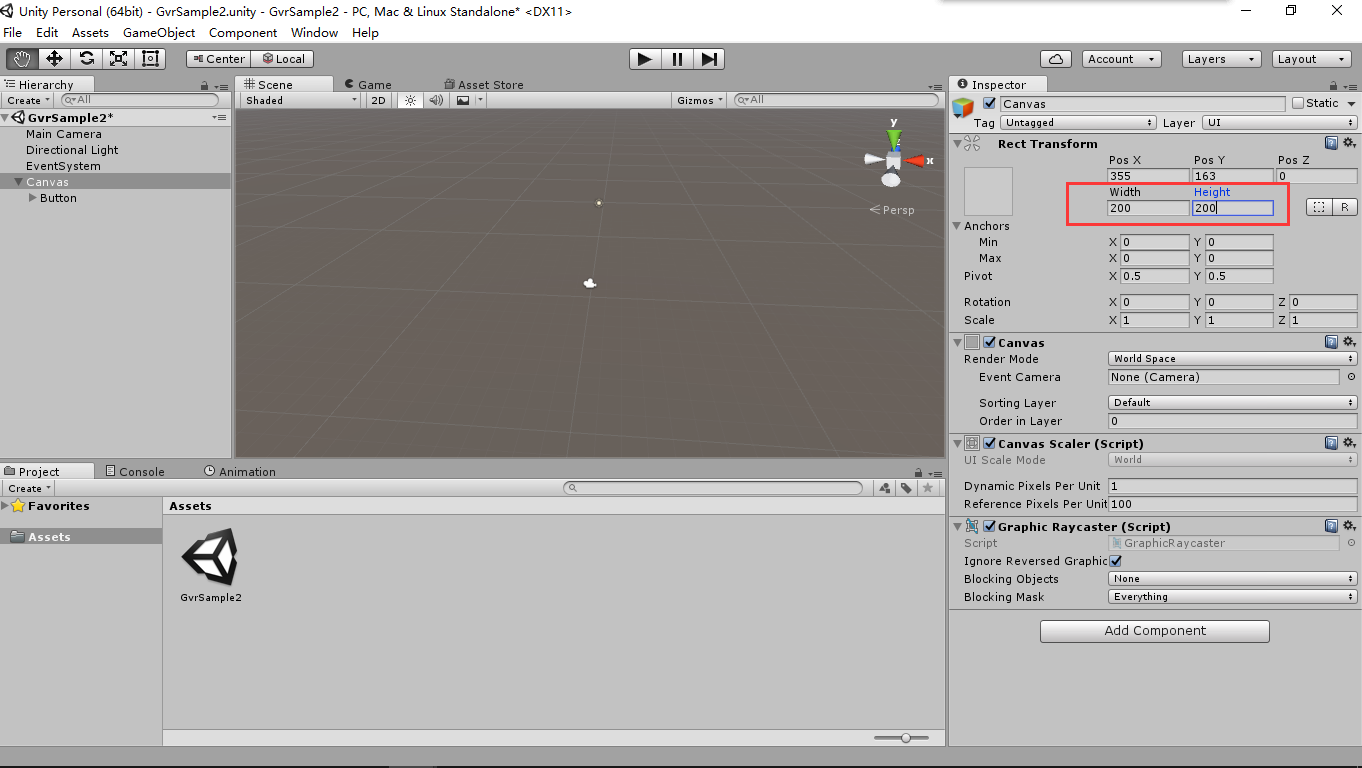 Unity Personal (64bit) - GvrSample2.unity - GvrSample2 - PC, Mac & Linux Standalone* <DX11>
File Edit Assets GameObject Component Window Help
Center Local Account Layers Layout
Hierarchy
Create All
GvrSample2*
Main Camera
Directional Light
EventSystem
Canvas
Button
Scene Game Asset Store
Shaded 2D Gizmos All
y
z
x
Persp
Inspector
Canvas Static
Tag Untagged Layer UI
Rect Transform
Pos X Pos Y Pos Z
355 163 0
Width Height
200 200
R
Anchors
Min X 0 Y 0
Max X 0 Y 0
Pivot X 0.5 Y 0.5
Rotation X 0 Y 0 Z 0
Scale X 1 Y 1 Z 1
Canvas
Render Mode World Space
Event Camera None (Camera)
Sorting Layer Default
Order in Layer 0
Canvas Scaler (Script)
UI Scale Mode World
Dynamic Pixels Per Unit 1
Reference Pixels Per Unit 100
Graphic Raycaster (Script)
Script GraphicRaycaster
Ignore Reversed Graphic
Blocking Objects None
Blocking Mask Everything
Add Component
Project Console Animation
Create
Favorites
Assets
Assets
GvrSample2